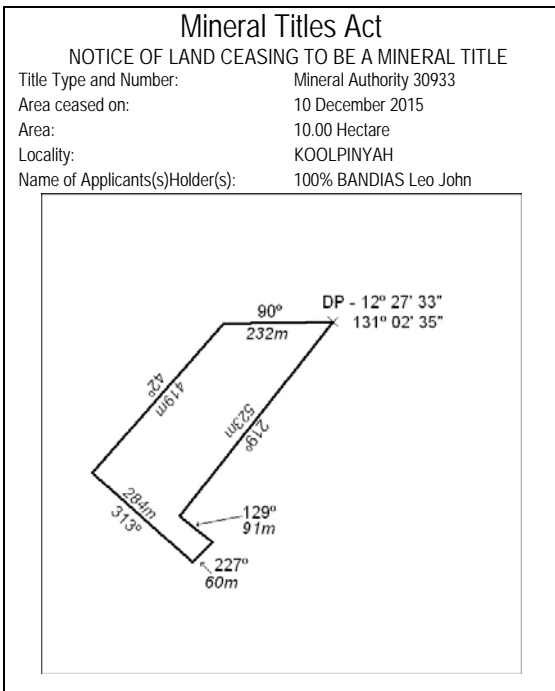 Mineral Titles Act
NOTICE OF LAND CEASING TO BE A MINERAL TITLE
Title Type and Number: Mineral Authority 30933
Area ceased on: 10 December 2015
Area: 10.00 Hectare
Locality: KOOLPINYAH
Name of Applicants(s)Holder(s): 100% BANDIAS Leo John
90º DP - 12º 27' 33"
232m 131º 02' 35"
42º
419m
523m
219º
284m
313º
129º
91m
227º
60m